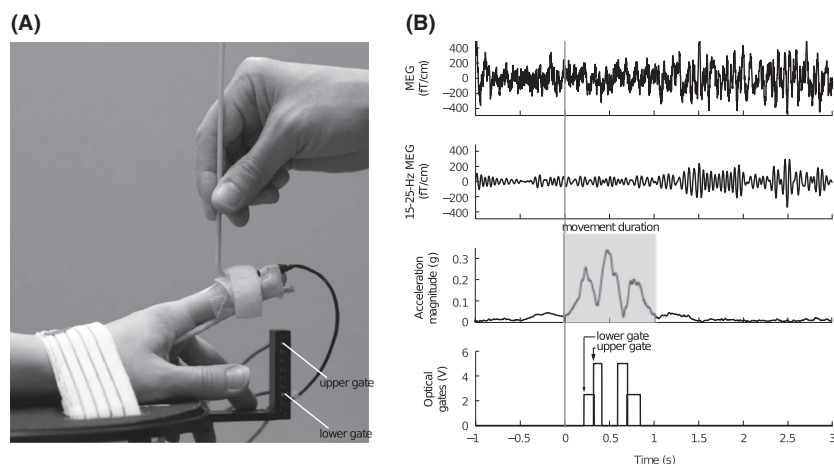 (A)
upper gate
lower gate
(B)
400
200
0
−200
−400
MEG
(fT/cm)
400
200
0
−200
−400
15-25-Hz MEG
(fT/cm)
movement duration
0.3
0.2
0.1
0
Acceleration
magnitude (g)
lower gate
upper gate
6
4
2
0
Optical
gates (V)
−1 −0.5 0 0.5 1 1.5 2 2.5 3
Time (s)